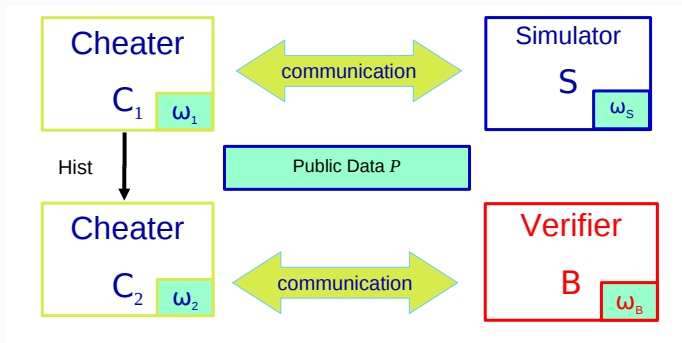 Cheater
C₁ ω₁
communication
Simulator
S
ωS
Hist
Public Data P
Cheater
C₂ ω₂
communication
Verifier
B
ωB